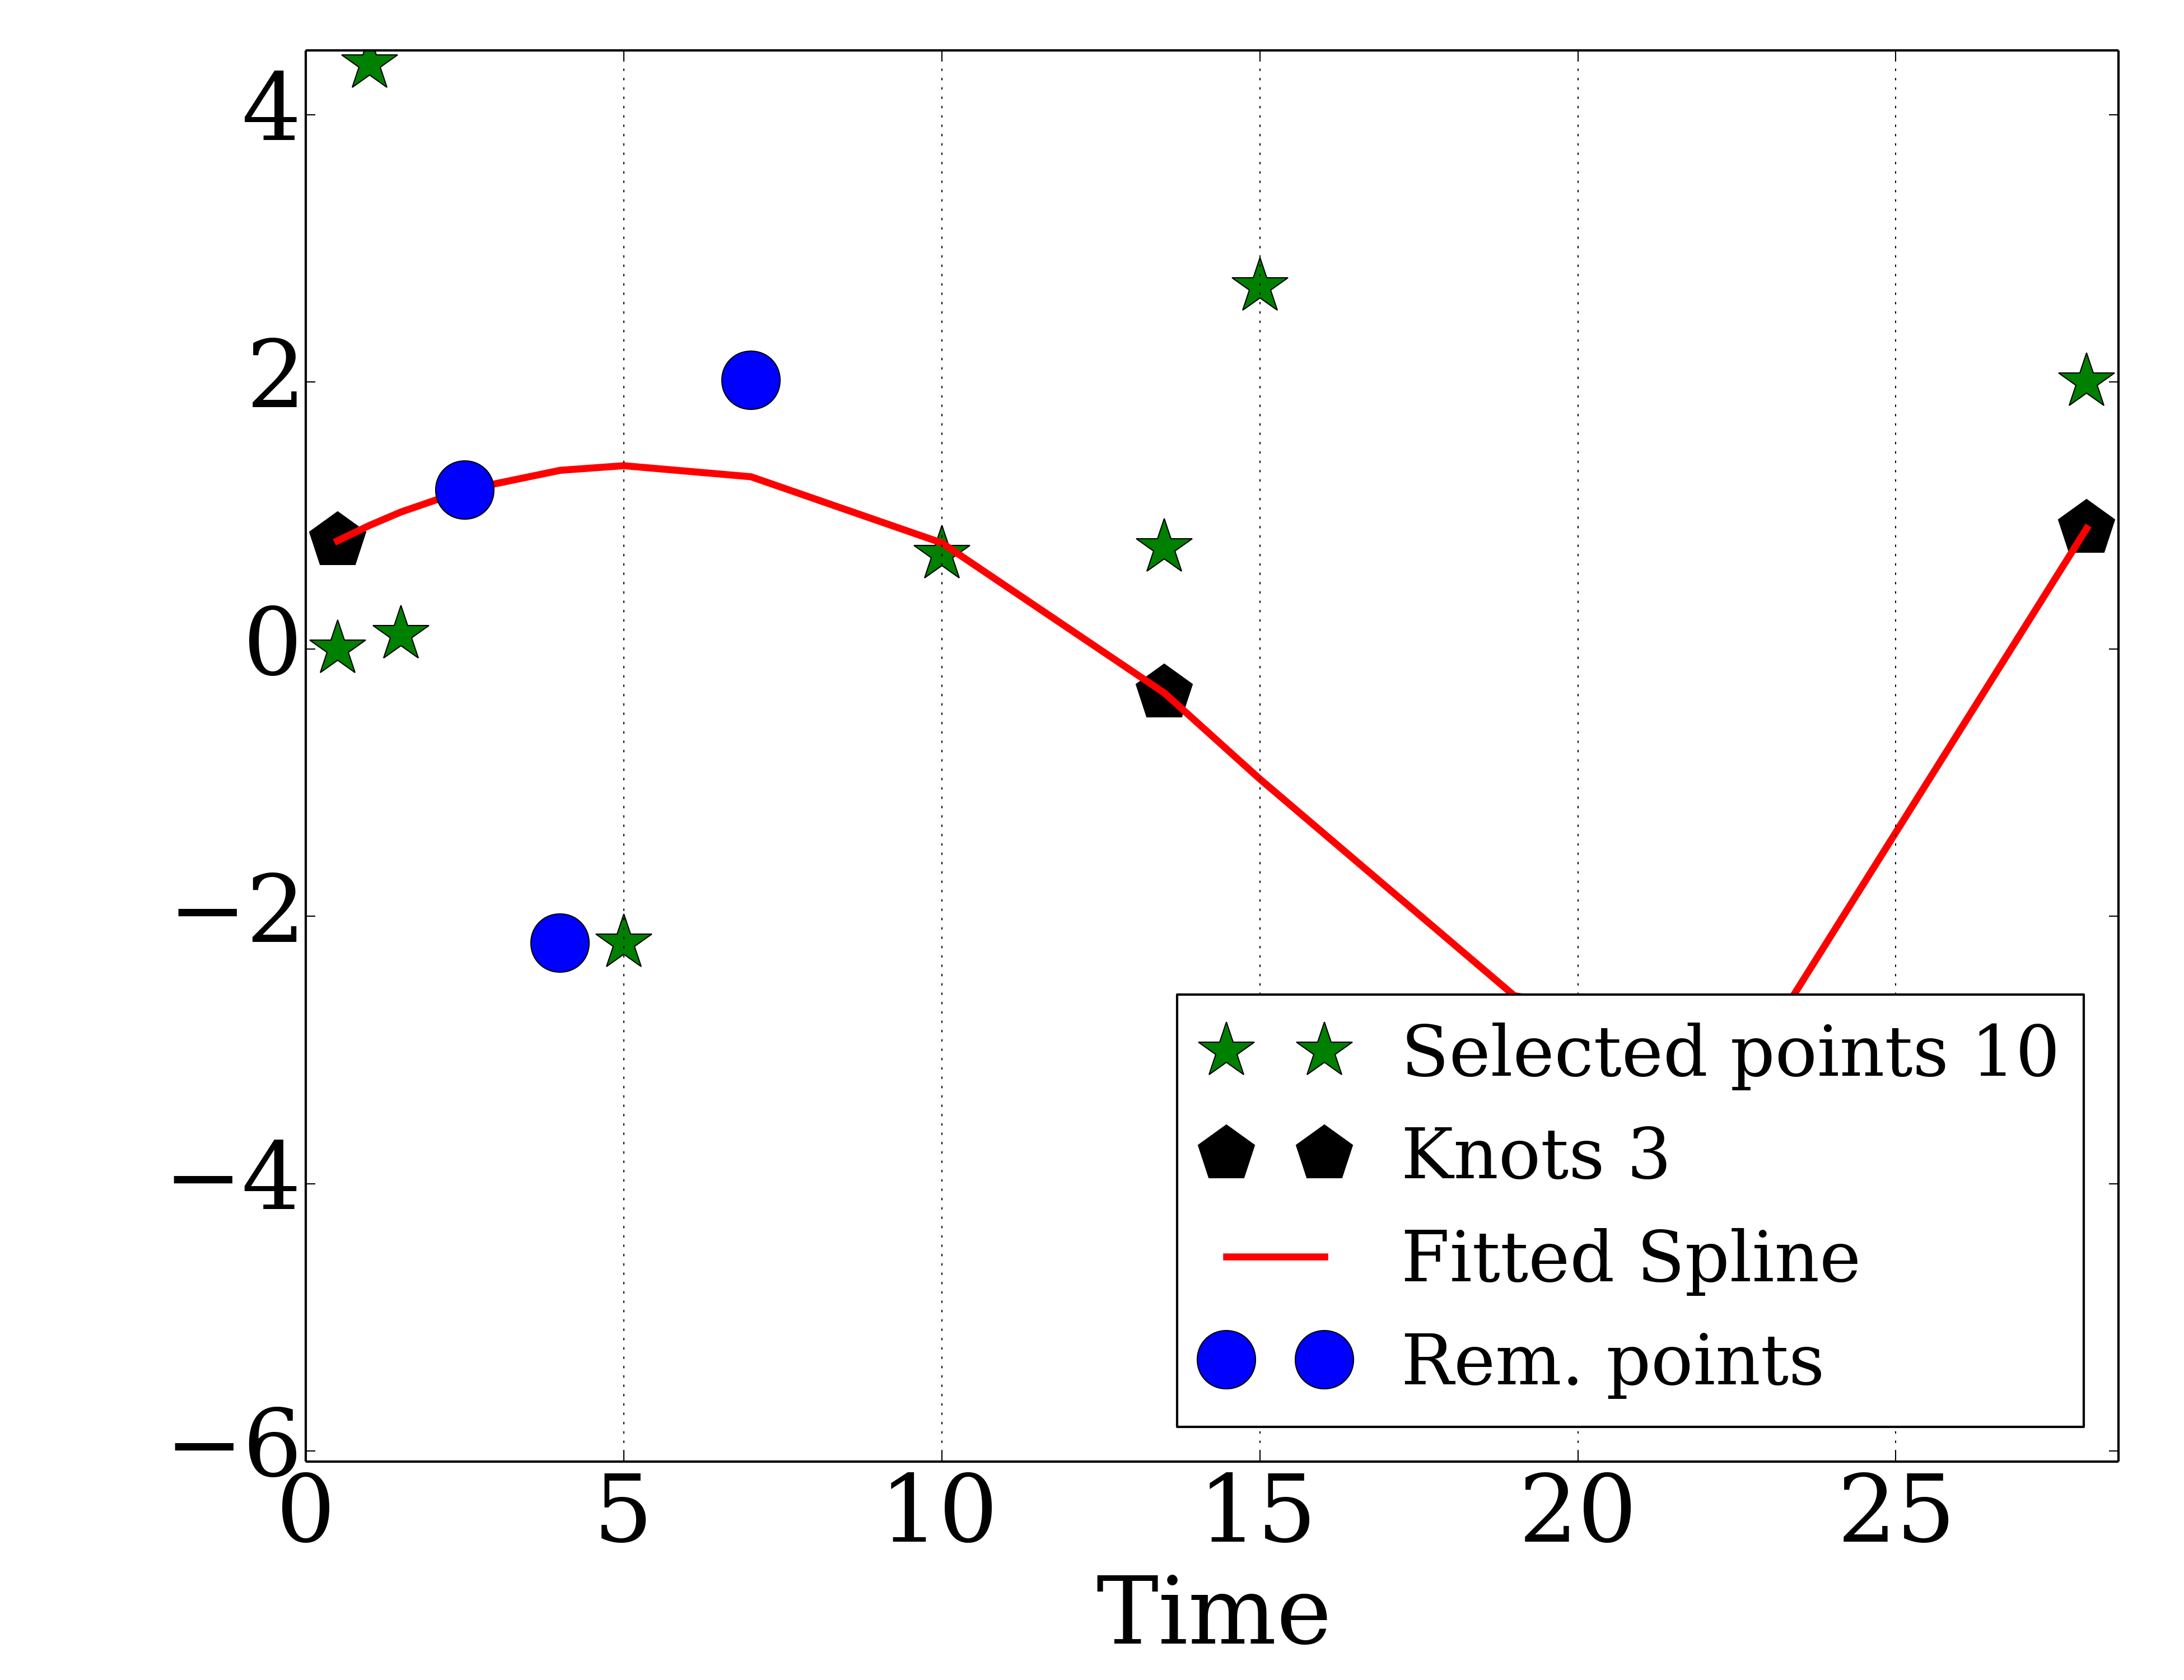 4
2
0
−2
−4
−6
0 5 10 15 20 25
Time
Selected points 10
Knots 3
Fitted Spline
Rem. points